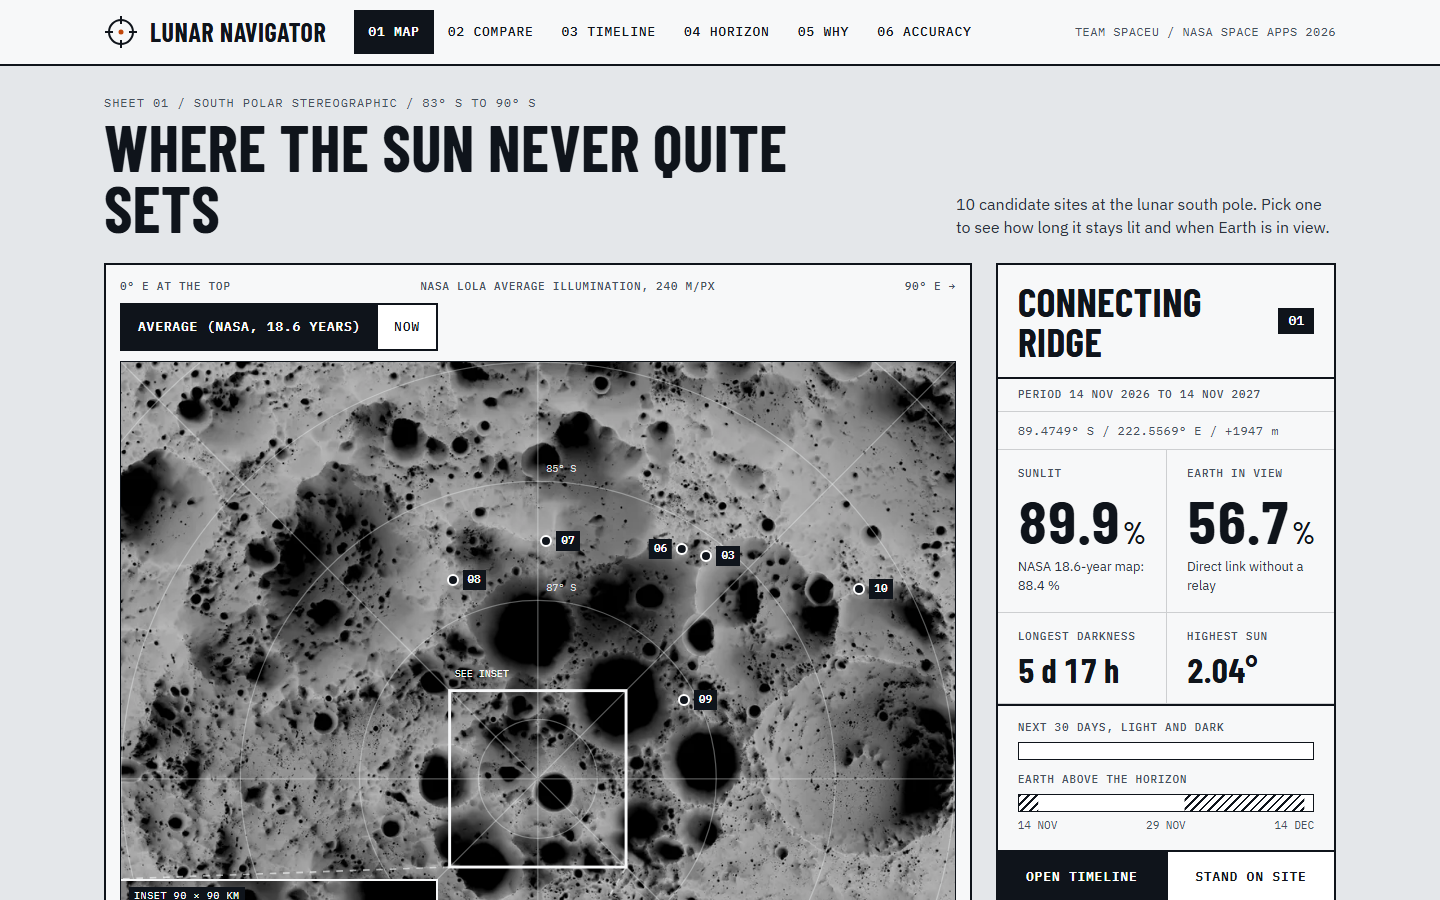 LUNAR NAVIGATOR
01 MAP
02 COMPARE
03 TIMELINE
04 HORIZON
05 WHY
06 ACCURACY
TEAM SPACEU / NASA SPACE APPS 2026
SHEET 01 / SOUTH POLAR STEREOGRAPHIC / 83° S TO 90° S
WHERE THE SUN NEVER QUITE
SETS
10 candidate sites at the lunar south pole. Pick one
to see how long it stays lit and when Earth is in view.
0° E AT THE TOP
NASA LOLA AVERAGE ILLUMINATION, 240 M/PX
90° E →
AVERAGE (NASA, 18.6 YEARS)
NOW
85° S
07
06
03
08
87° S
10
SEE INSET
09
INSET 90 × 90 KM
CONNECTING
RIDGE
01
PERIOD 14 NOV 2026 TO 14 NOV 2027
89.4749° S / 222.5569° E / +1947 m
SUNLIT
89.9%
NASA 18.6-year map:
88.4 %
EARTH IN VIEW
56.7%
Direct link without a
relay
LONGEST DARKNESS
5 d 17 h
HIGHEST SUN
2.04°
NEXT 30 DAYS, LIGHT AND DARK
EARTH ABOVE THE HORIZON
14 NOV
29 NOV
14 DEC
OPEN TIMELINE
STAND ON SITE